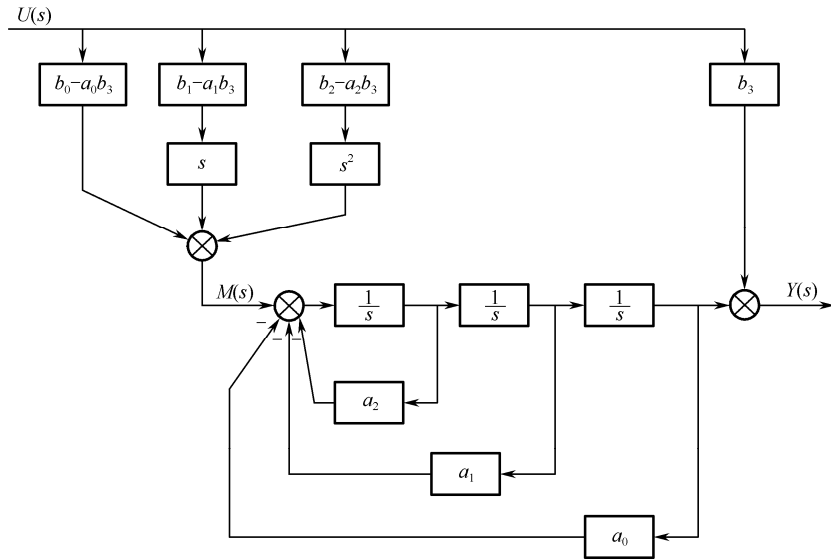 U(s)
b₀−a₀b₃
b₁−a₁b₃
b₂−a₂b₃
b₃
s
s²
M(s)
1/s
1/s
1/s
Y(s)
−
−
−
a₂
a₁
a₀